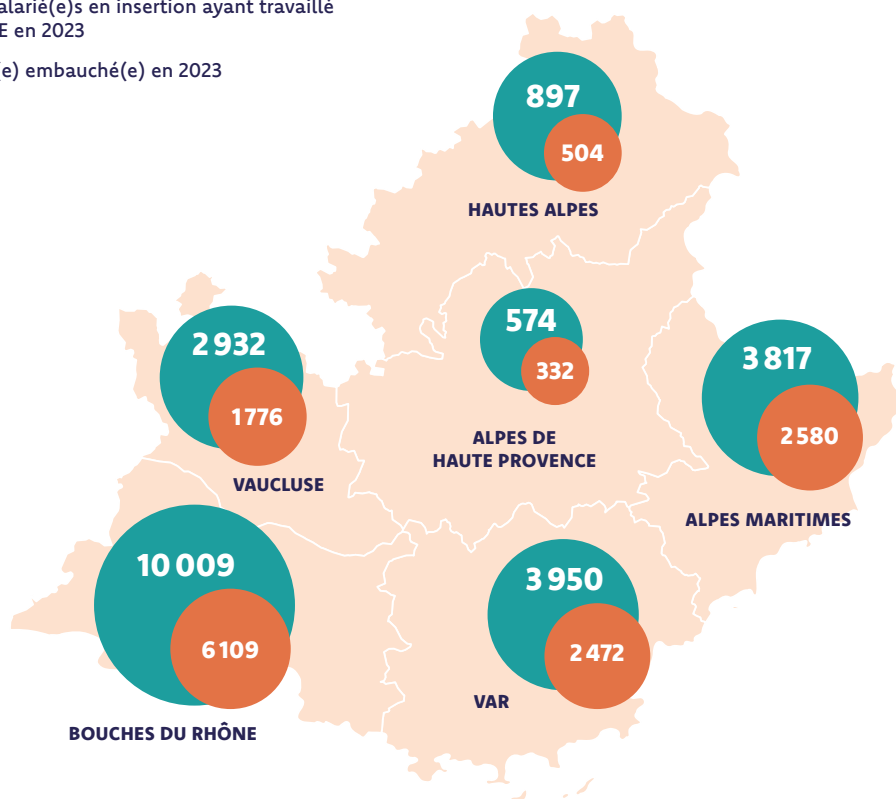 en insertion ayant travaillé
en 2023
embauché(e) en 2023
897
504
HAUTES ALPES
574
332
ALPES DE
HAUTE PROVENCE
2 932
1 776
VAUCLUSE
3 817
2 580
ALPES MARITIMES
10 009
6 109
BOUCHES DU RHÔNE
3 950
2 472
VAR